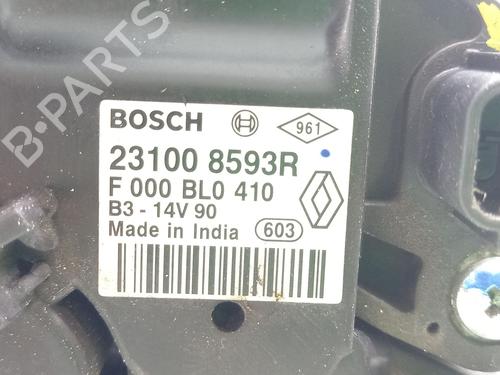 B-PARTS
BOSCH
961
23100 8593R
F 000 BL0 410
B3 - 14V 90
Made in India 603